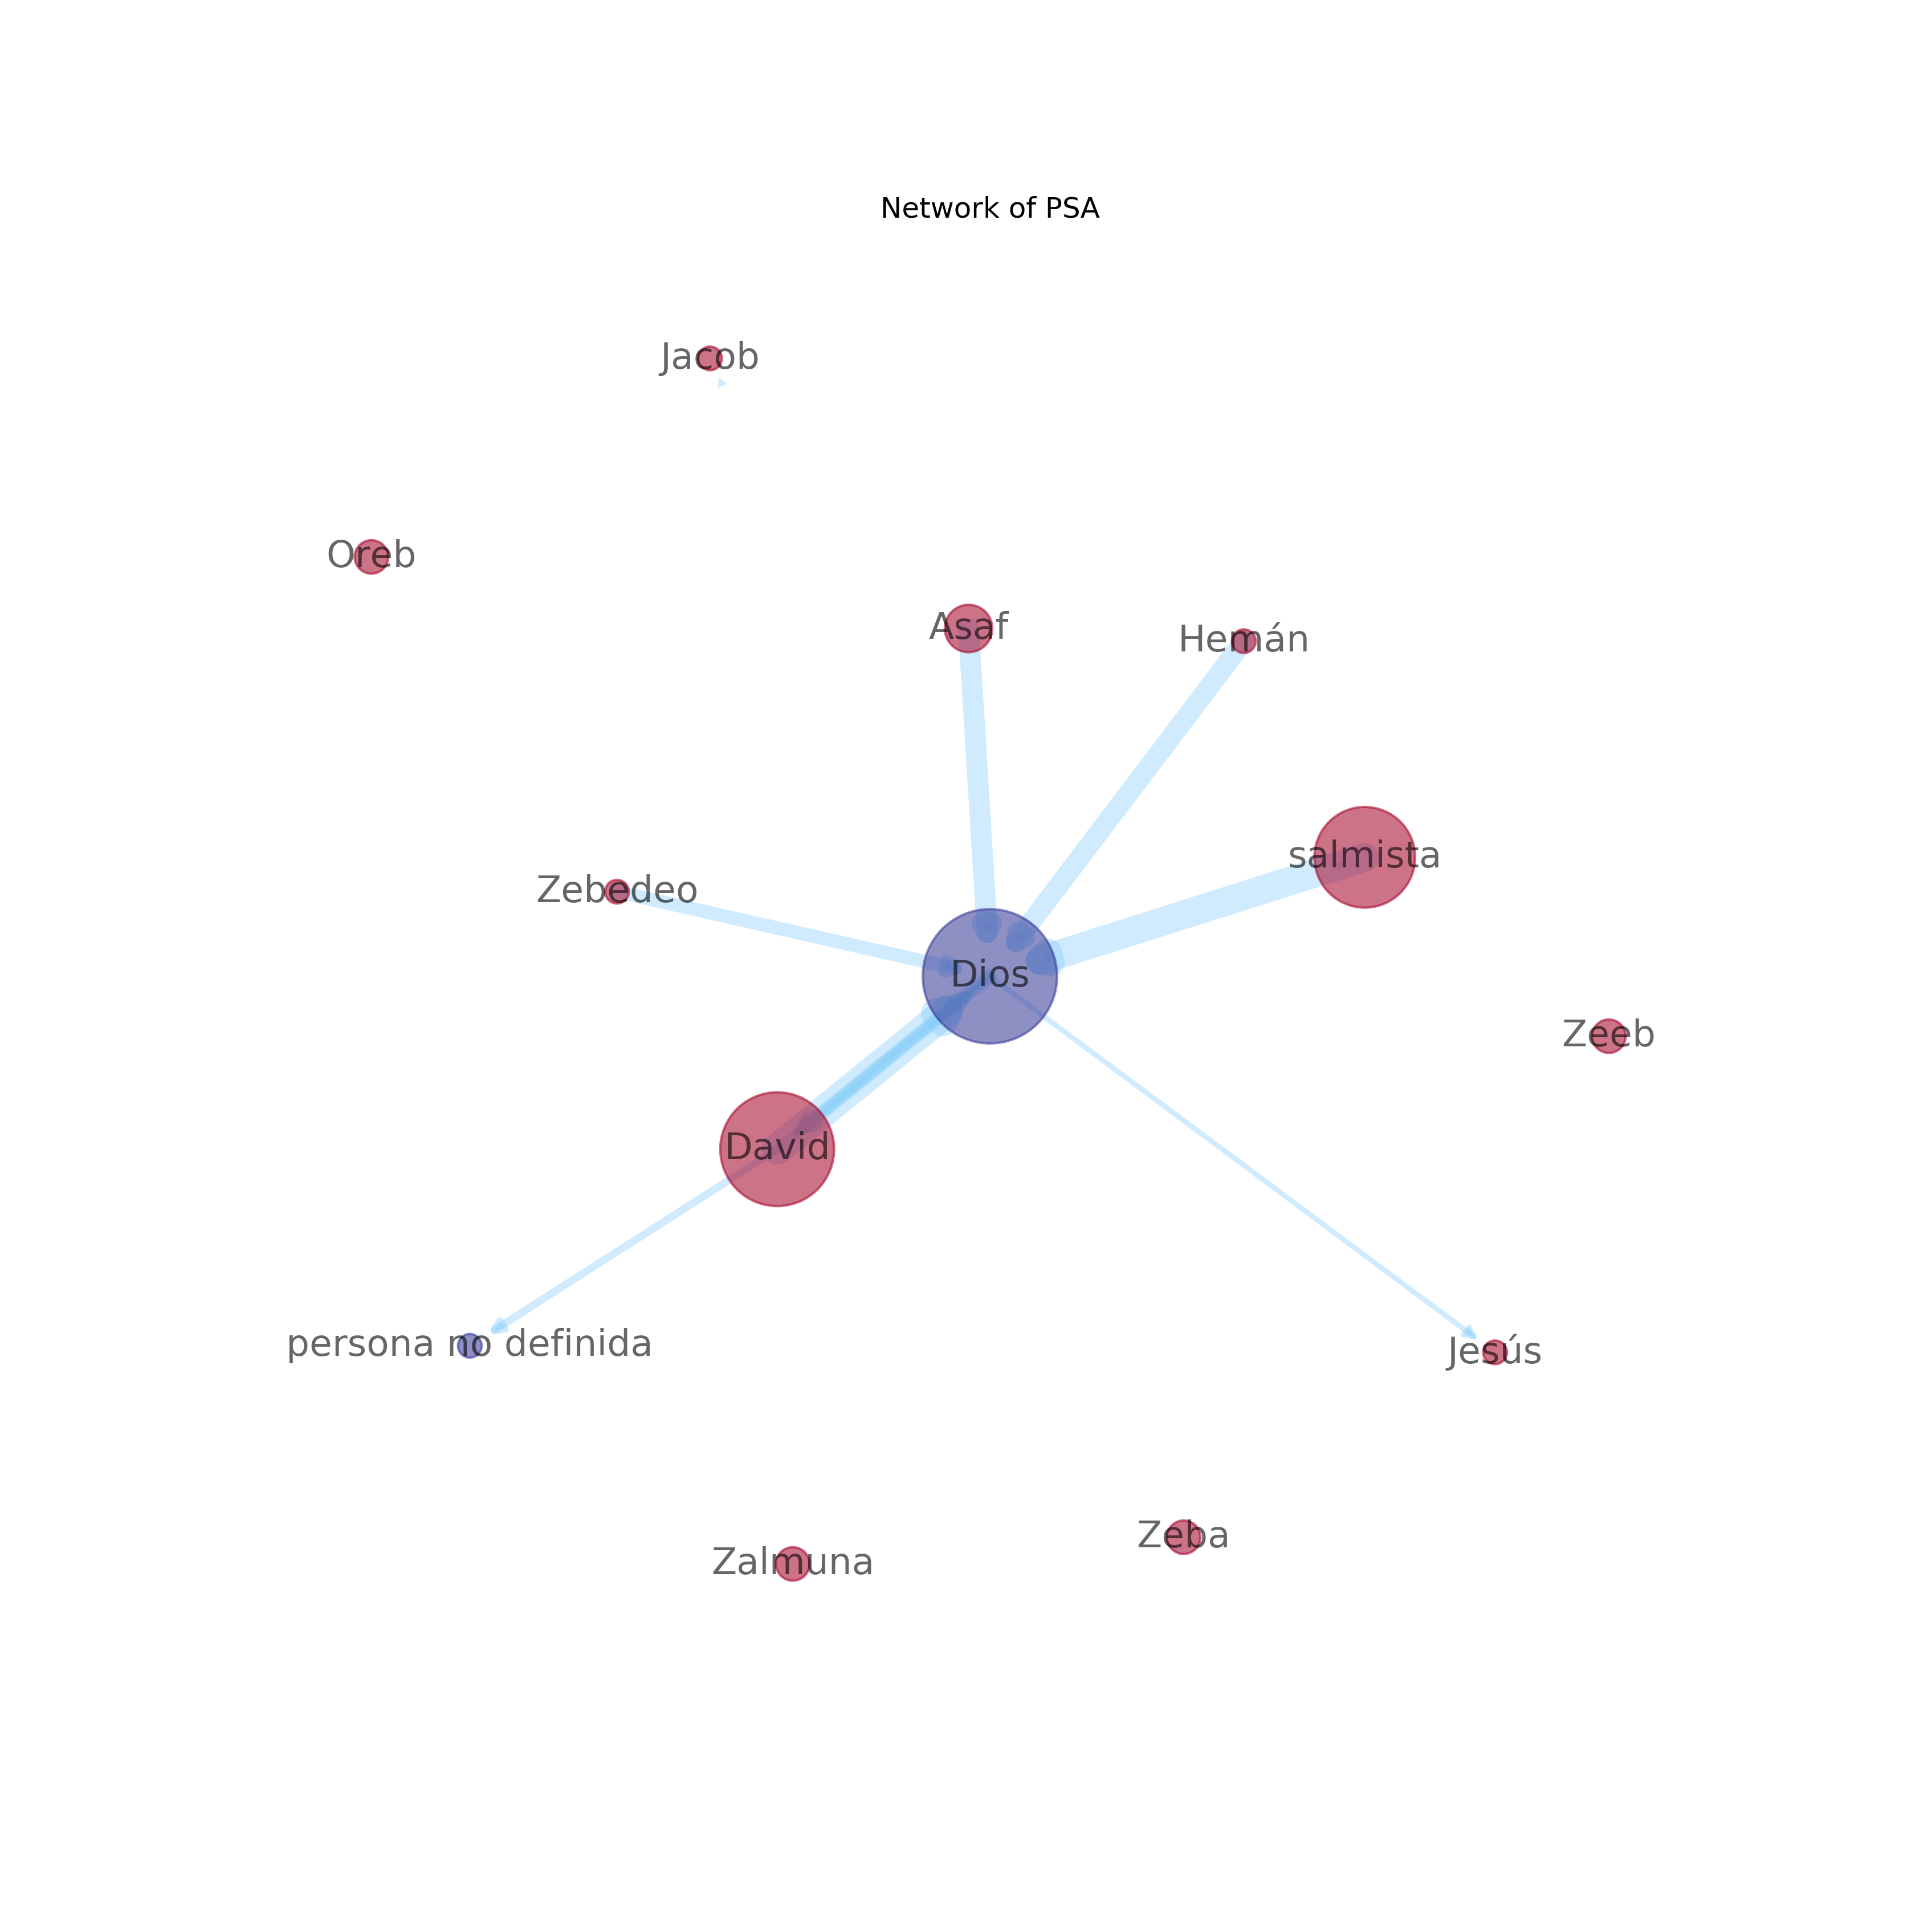 Network of PSA
Jacob
Oreb
Asaf
Hemán
salmista
Zebedeo
Dios
Zeeb
David
persona no definida
Jesús
Zeba
Zalmuna